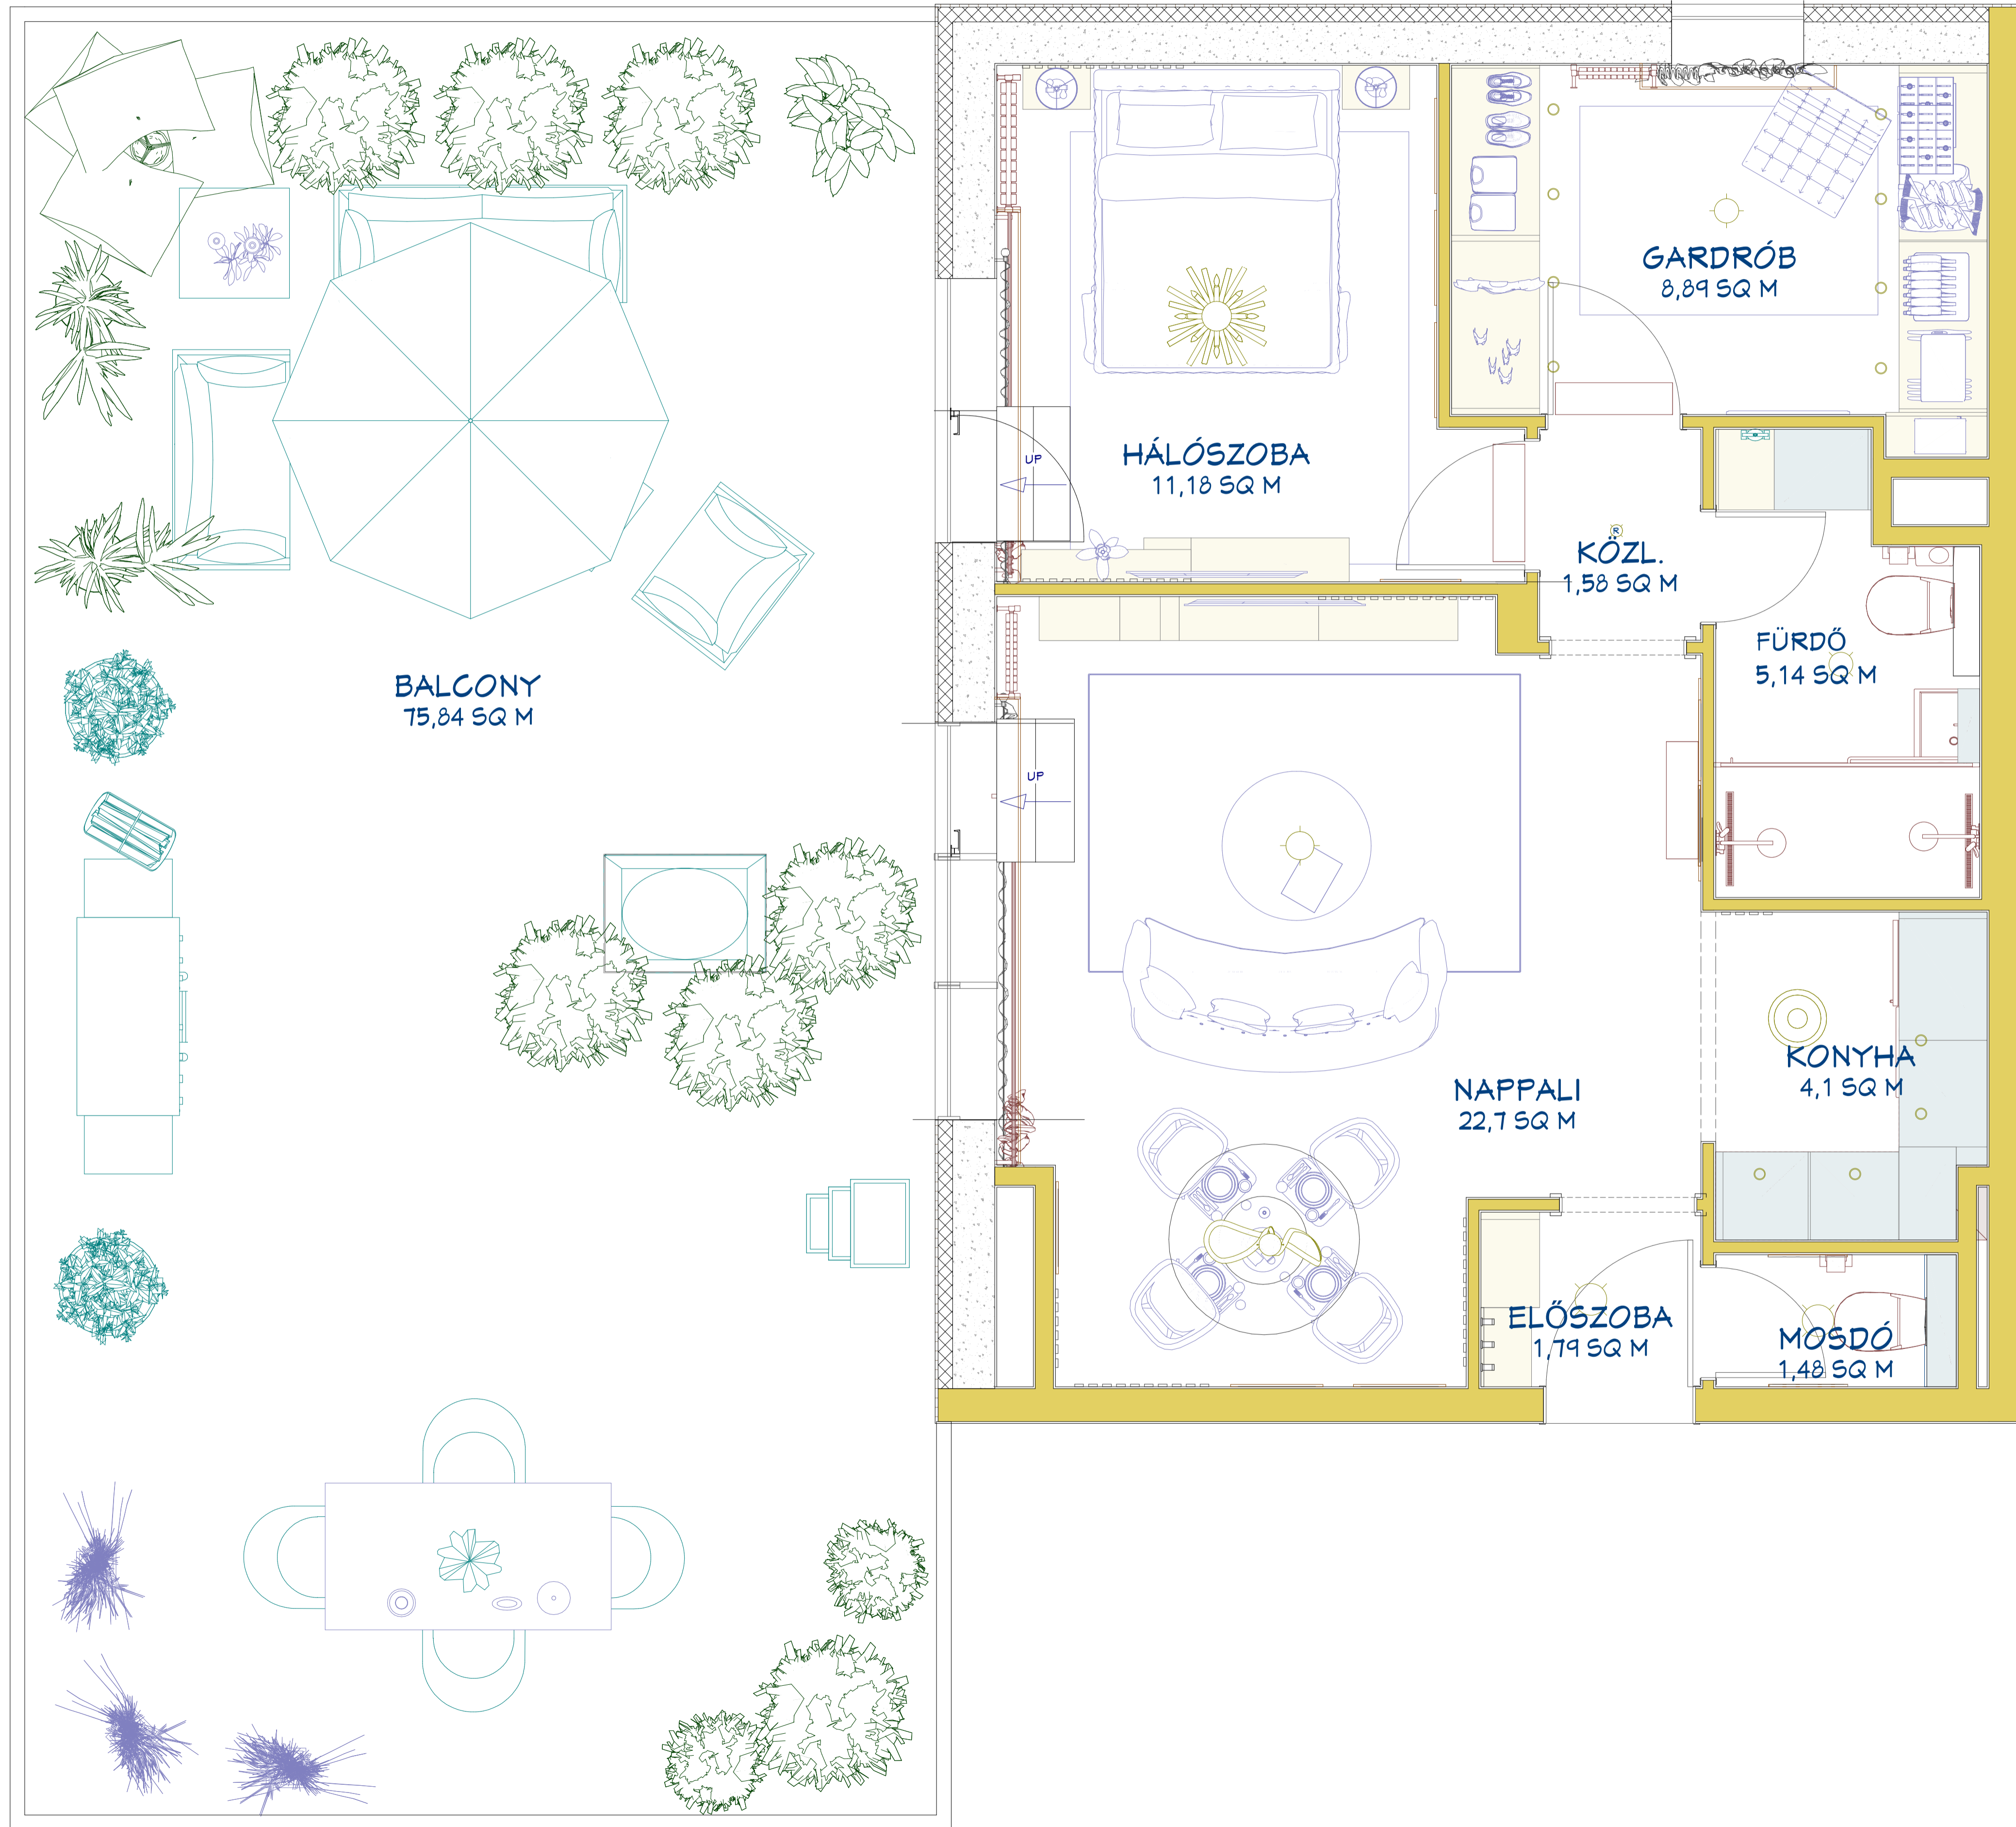 GARDRÓB
8,89 SQ M
HÁLÓSZOBA
11,18 SQ M
UP
R
KÖZL.
1,58 SQ M
FÜRDŐ
5,14 SQ M
BALCONY
75,84 SQ M
UP
KONYHA
4,1 SQ M
NAPPALI
22,7 SQ M
ELŐSZOBA
1,79 SQ M
MOSDÓ
1,48 SQ M